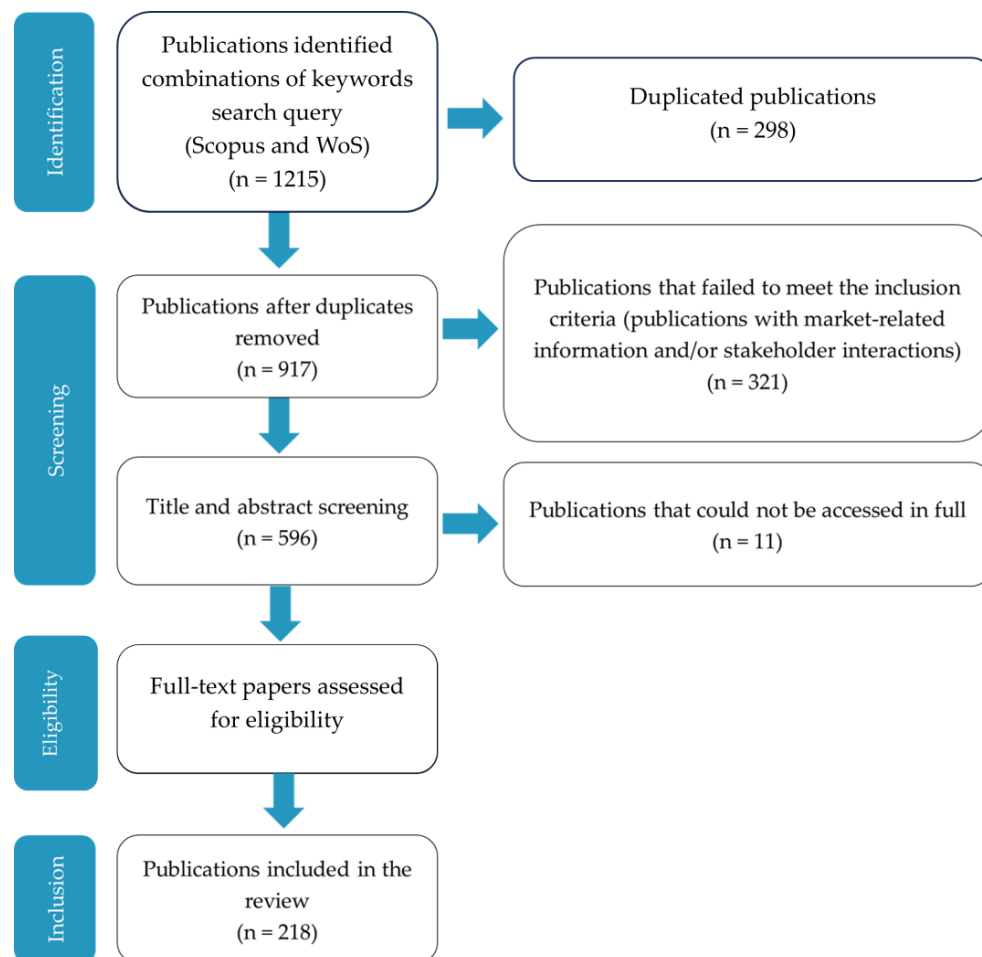 Identification
Publications identified
combinations of keywords
search query
(Scopus and WoS)
(n = 1215)
Duplicated publications
(n = 298)
Screening
Publications after duplicates
removed
(n = 917)
Publications that failed to meet the inclusion
criteria (publications with market-related
information and/or stakeholder interactions)
(n = 321)
Title and abstract screening
(n = 596)
Publications that could not be accessed in full
(n = 11)
Eligibility
Full-text papers assessed
for eligibility
Inclusion
Publications included in the
review
(n = 218)